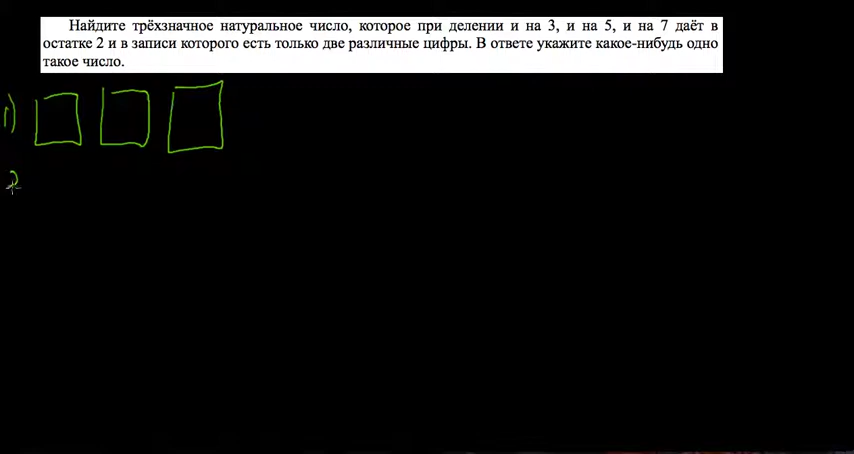 Найдите трёхзначное натуральное число, которое при делении и на 3, и на 5, и на 7 даёт в
остатке 2 и в записи которого есть только две различные цифры. В ответе укажите какое-нибудь одно
такое число.
1)
2